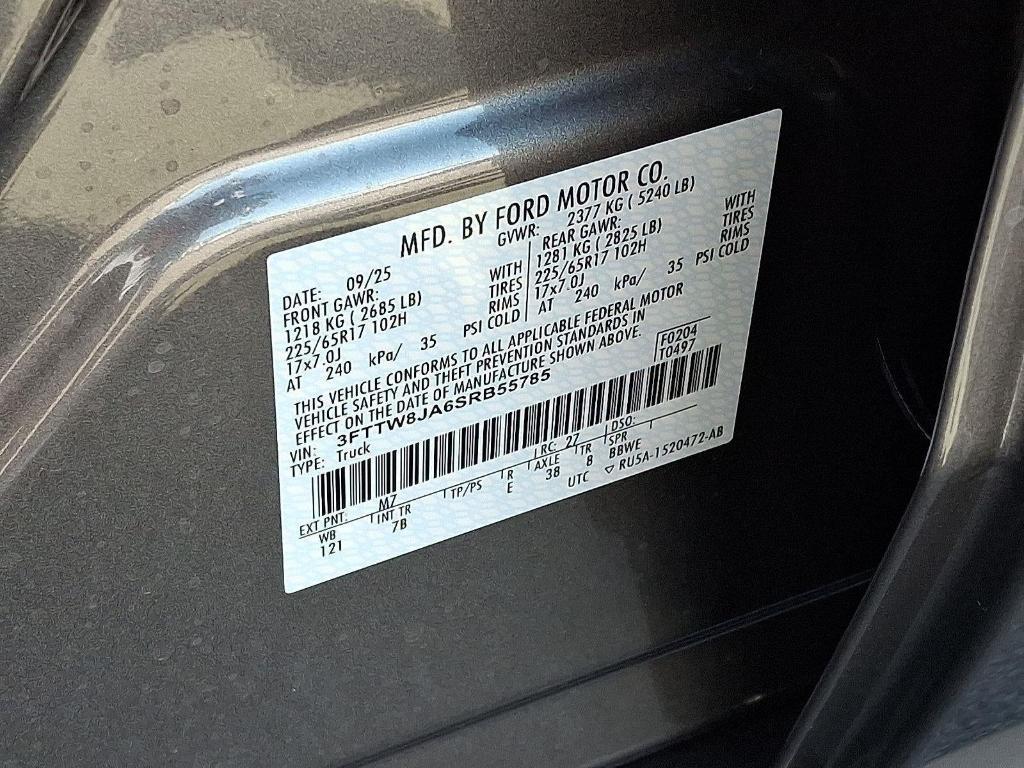 MFD. BY FORD MOTOR CO.
DATE: 09/25
GVWR: 2377 KG ( 5240 LB)
FRONT GAWR:
1218 KG ( 2685 LB) WITH
225/65R17 102H TIRES
17x7.0J RIMS
AT 240 kPa/ 35 PSI COLD
REAR GAWR:
1281 KG ( 2825 LB) WITH
225/65R17 102H TIRES
17x7.0J RIMS
AT 240 kPa/ 35 PSI COLD
THIS VEHICLE CONFORMS TO ALL APPLICABLE FEDERAL MOTOR
VEHICLE SAFETY AND THEFT PREVENTION STANDARDS IN
EFFECT ON THE DATE OF MANUFACTURE SHOWN ABOVE.
VIN: 3FTTW8JA6SRB55785
TYPE: Truck
F0204
T0497
EXT PNT: M7 RC: 27 DSO:
WB INT TR TP/PS R AXLE TR SPR
121 7B E 38 8 BBWE
UTC ▽ RU5A-1520472-AB